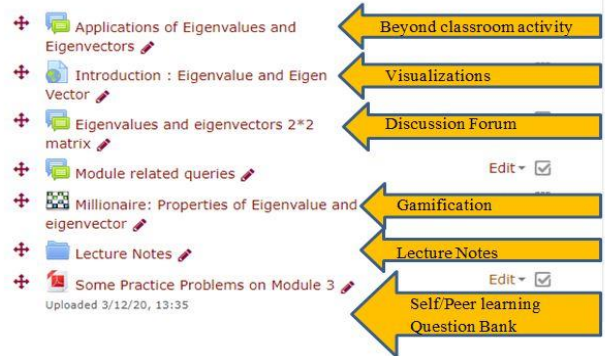 Applications of Eigenvalues and Beyond classroom activity
Eigenvectors
Introduction : Eigenvalue and Eigen Visualizations
Vector
Eigenvalues and eigenvectors 2*2 Discussion Forum
matrix
Module related queries Edit
Millionaire: Properties of Eigenvalue and Gamification
eigenvector
Lecture Notes Lecture Notes
Some Practice Problems on Module 3 Edit
Uploaded 3/12/20, 13:35 Self/Peer learning
Question Bank